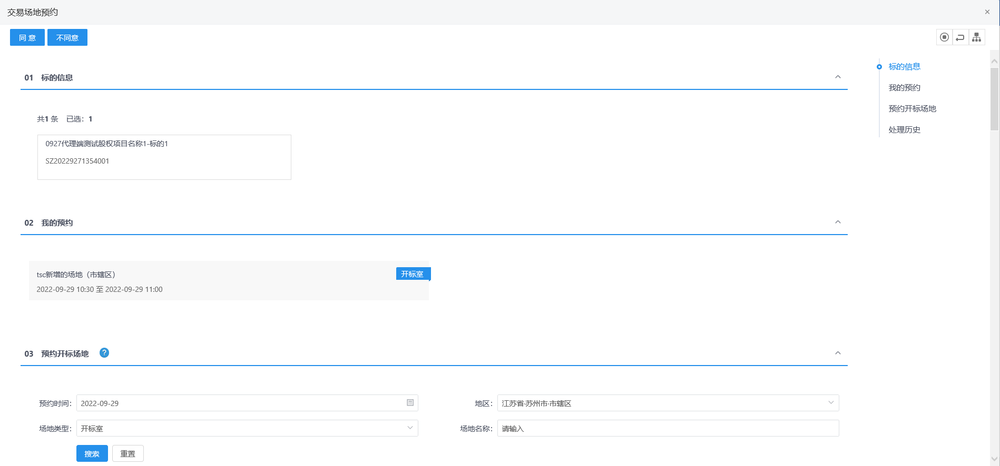 交易场地预约
同 意
不同意
01 标的信息
共1 条 已选：1
0927代理端测试股权项目名称1-标的1
SZ20229271354001
02 我的预约
tsc新增的场地（市辖区）
开标室
2022-09-29 10:30 至 2022-09-29 11:00
03 预约开标场地 ?
预约时间： 2022-09-29
地区： 江苏省·苏州市·市辖区
场地类型： 开标室
场地名称： 请输入
搜索
重置
标的信息
我的预约
预约开标场地
处理历史